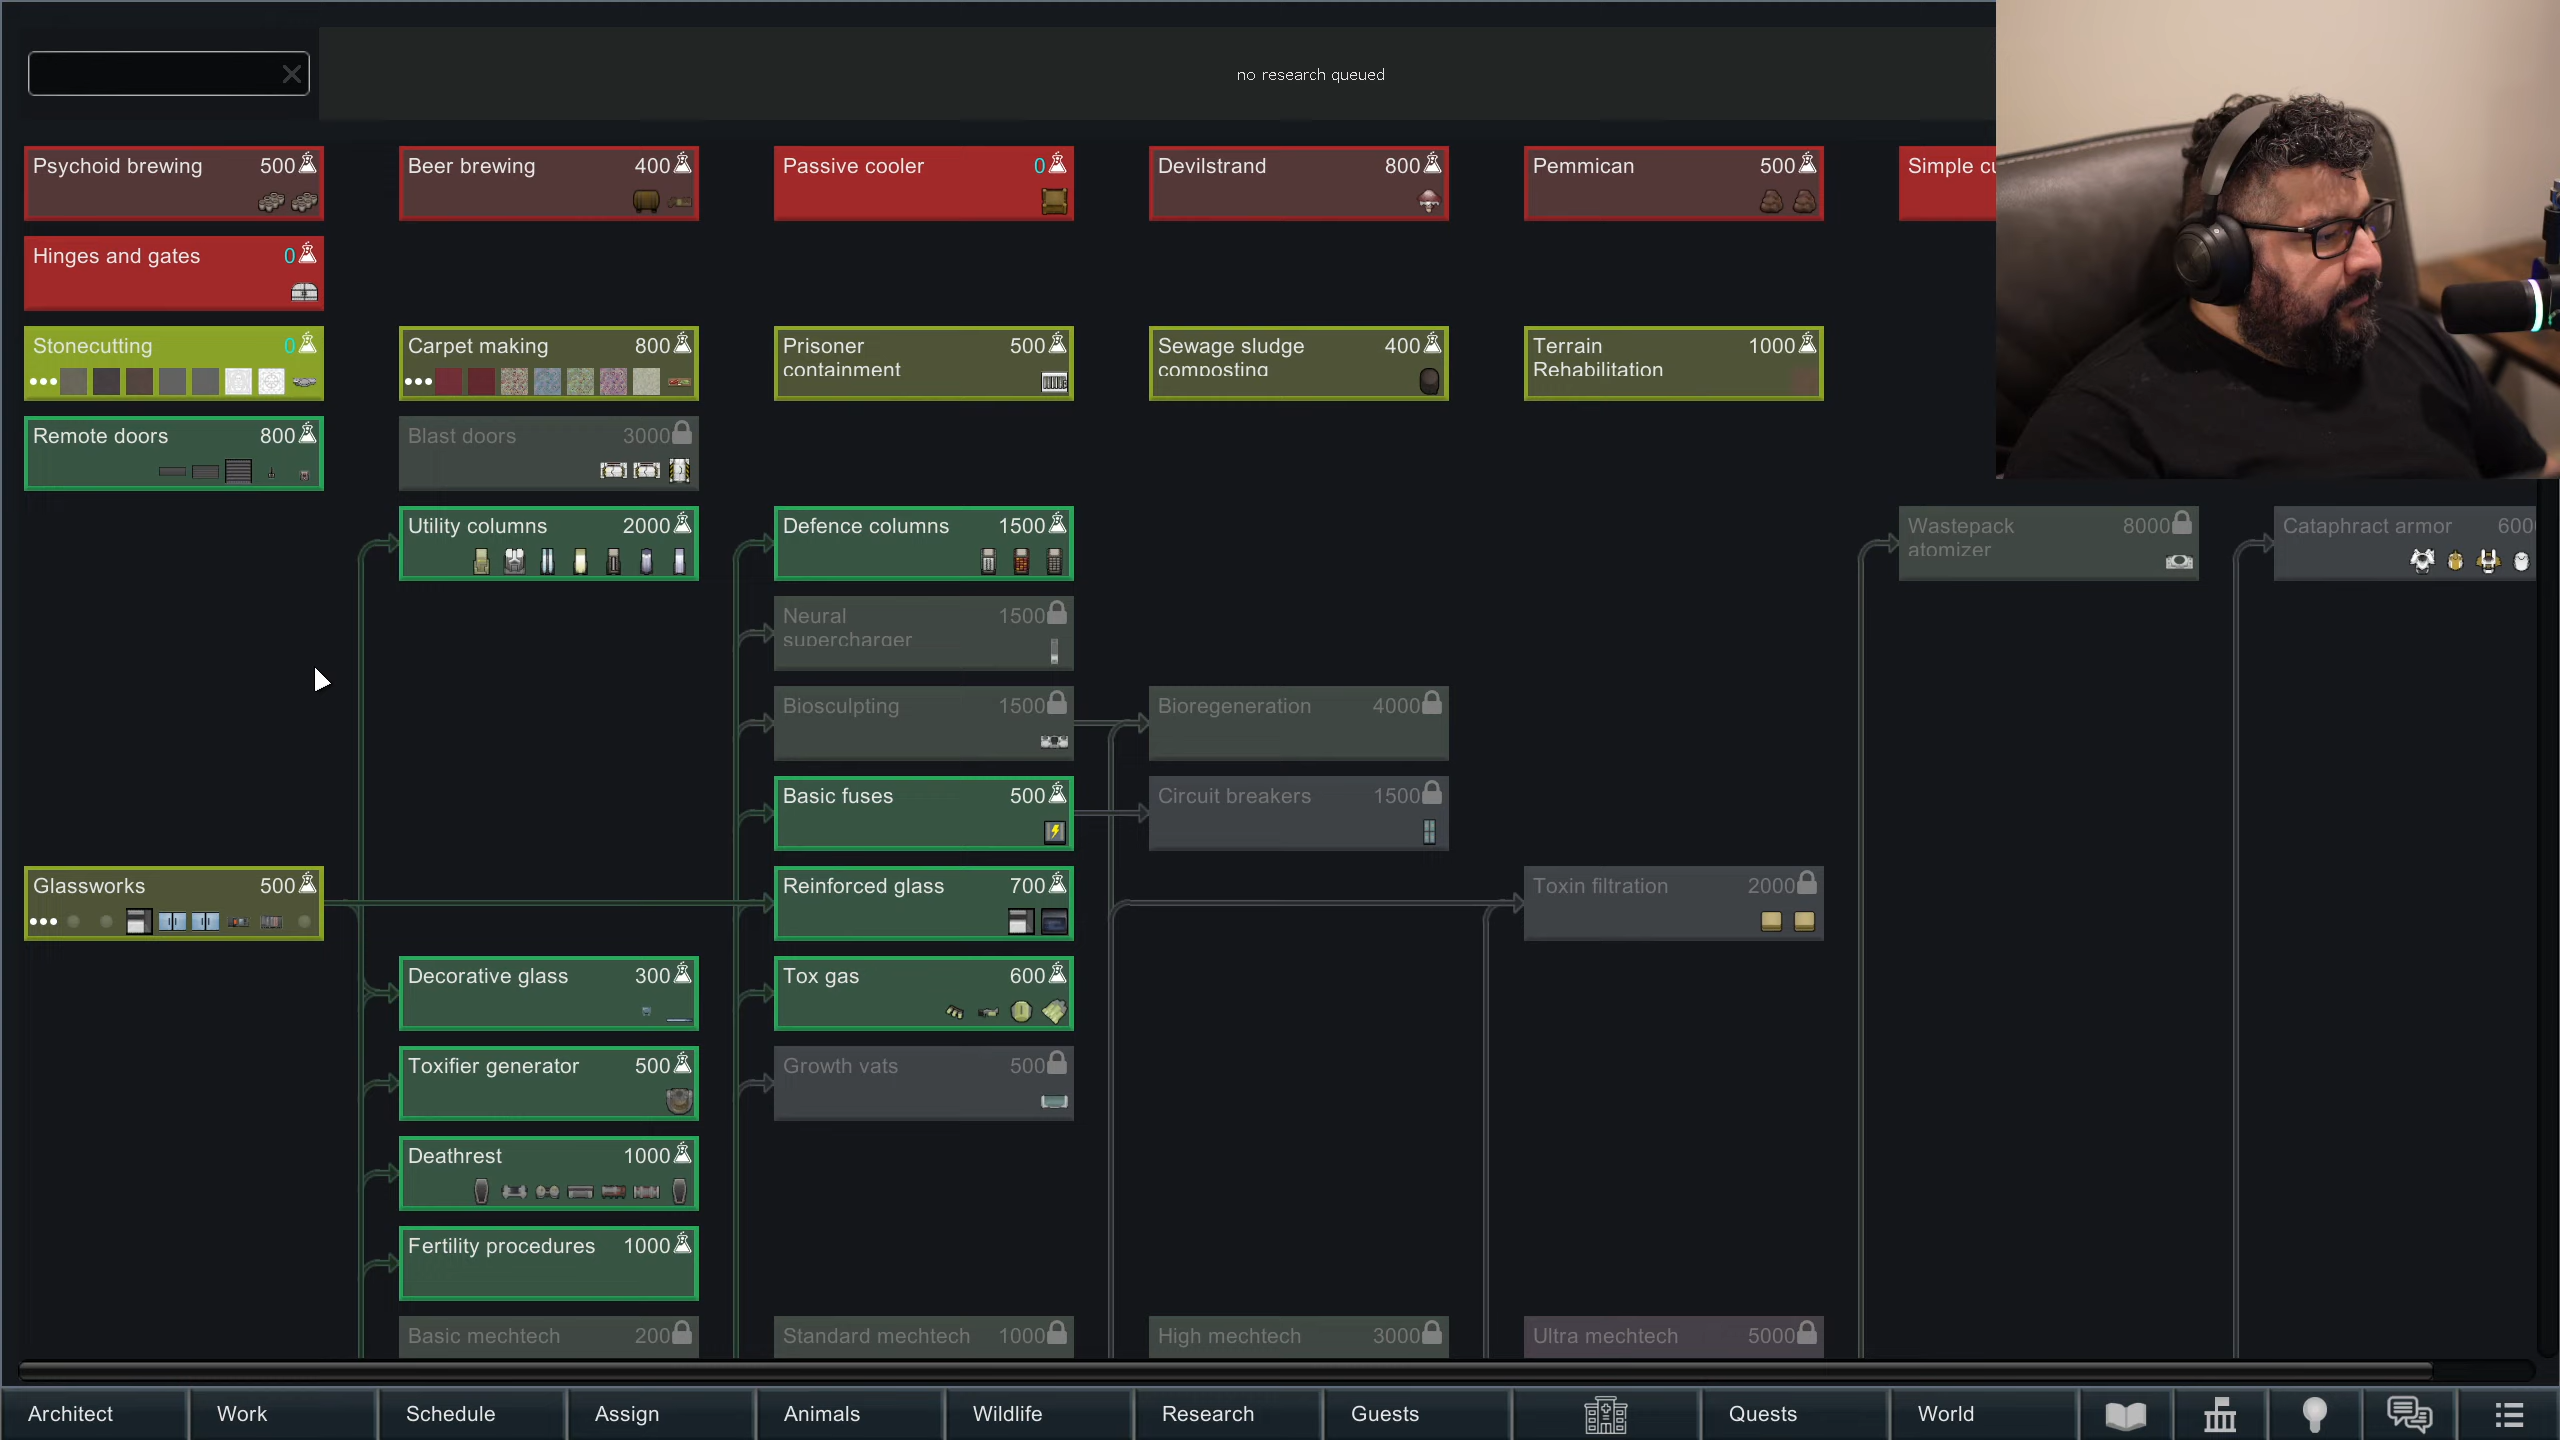 no research queued
Psychoid brewing 500
Beer brewing 400
Passive cooler 0
Devilstrand 800
Pemmican 500
Simple cu
Hinges and gates 0
Stonecutting 0
Carpet making 800
Prisoner 500
containment
Sewage sludge 400
composting
Terrain 1000
Rehabilitation
Remote doors 800
Blast doors 3000
Utility columns 2000
Defence columns 1500
Wastepack 8000
atomizer
Cataphract armor 600
Neural 1500
supercharger
Biosculpting 1500
Bioregeneration 4000
Basic fuses 500
Circuit breakers 1500
Glassworks 500
Reinforced glass 700
Toxin filtration 2000
Decorative glass 300
Tox gas 600
Toxifier generator 500
Growth vats 500
Deathrest 1000
Fertility procedures 1000
Basic mechtech 200
Standard mechtech 1000
High mechtech 3000
Ultra mechtech 5000
Architect
Work
Schedule
Assign
Animals
Wildlife
Research
Guests
Quests
World